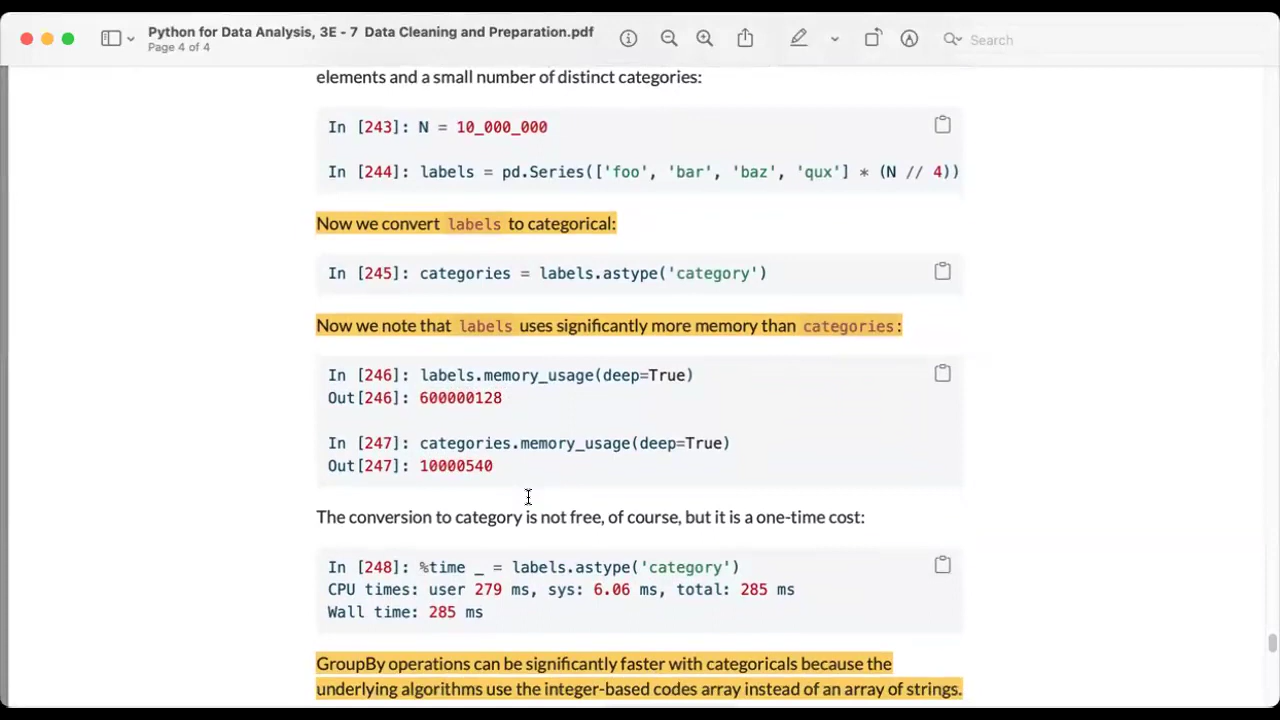 Python for Data Analysis, 3E - 7 Data Cleaning and Preparation.pdf
Page 4 of 4
Search
elements and a small number of distinct categories:
In [243]: N = 10_000_000
In [244]: labels = pd.Series(['foo', 'bar', 'baz', 'qux'] * (N // 4))
Now we convert labels to categorical:
In [245]: categories = labels.astype('category')
Now we note that labels uses significantly more memory than categories:
In [246]: labels.memory_usage(deep=True)
Out[246]: 600000128
In [247]: categories.memory_usage(deep=True)
Out[247]: 10000540
The conversion to category is not free, of course, but it is a one-time cost:
In [248]: %time _ = labels.astype('category')
CPU times: user 279 ms, sys: 6.06 ms, total: 285 ms
Wall time: 285 ms
GroupBy operations can be significantly faster with categoricals because the
underlying algorithms use the integer-based codes array instead of an array of strings.